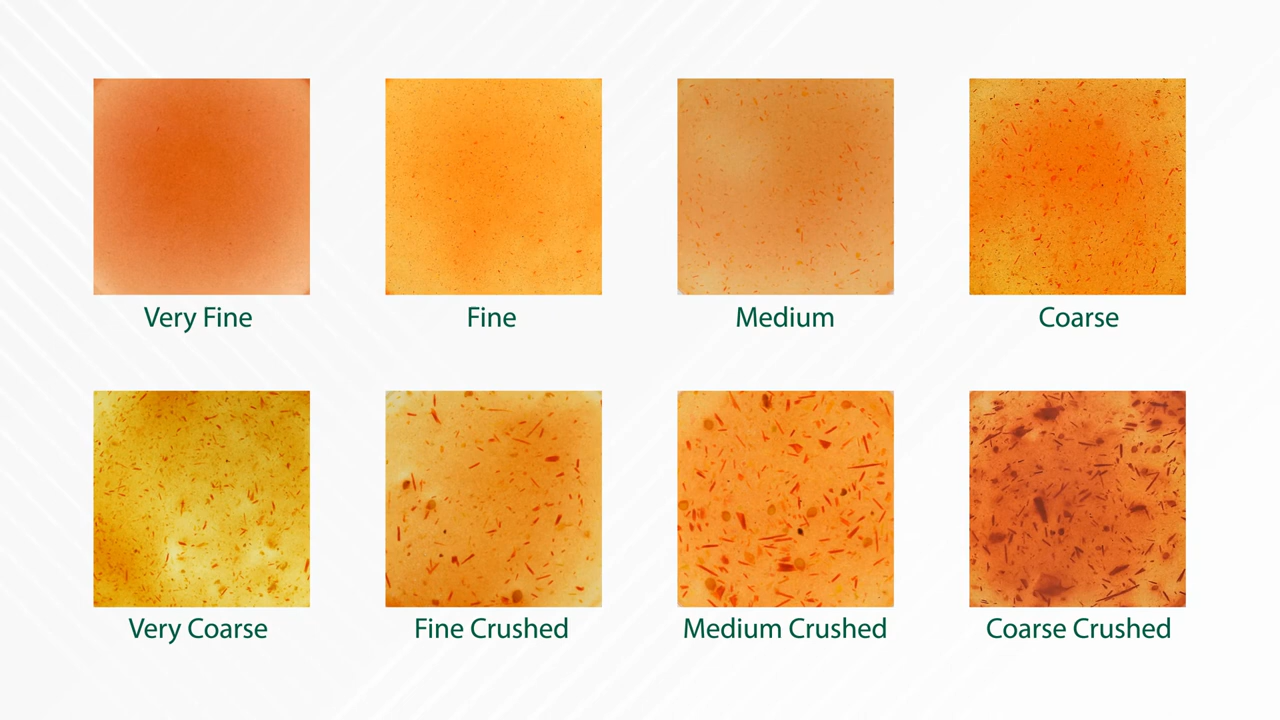 Very Fine
Fine
Medium
Coarse
Very Coarse
Fine Crushed
Medium Crushed
Coarse Crushed